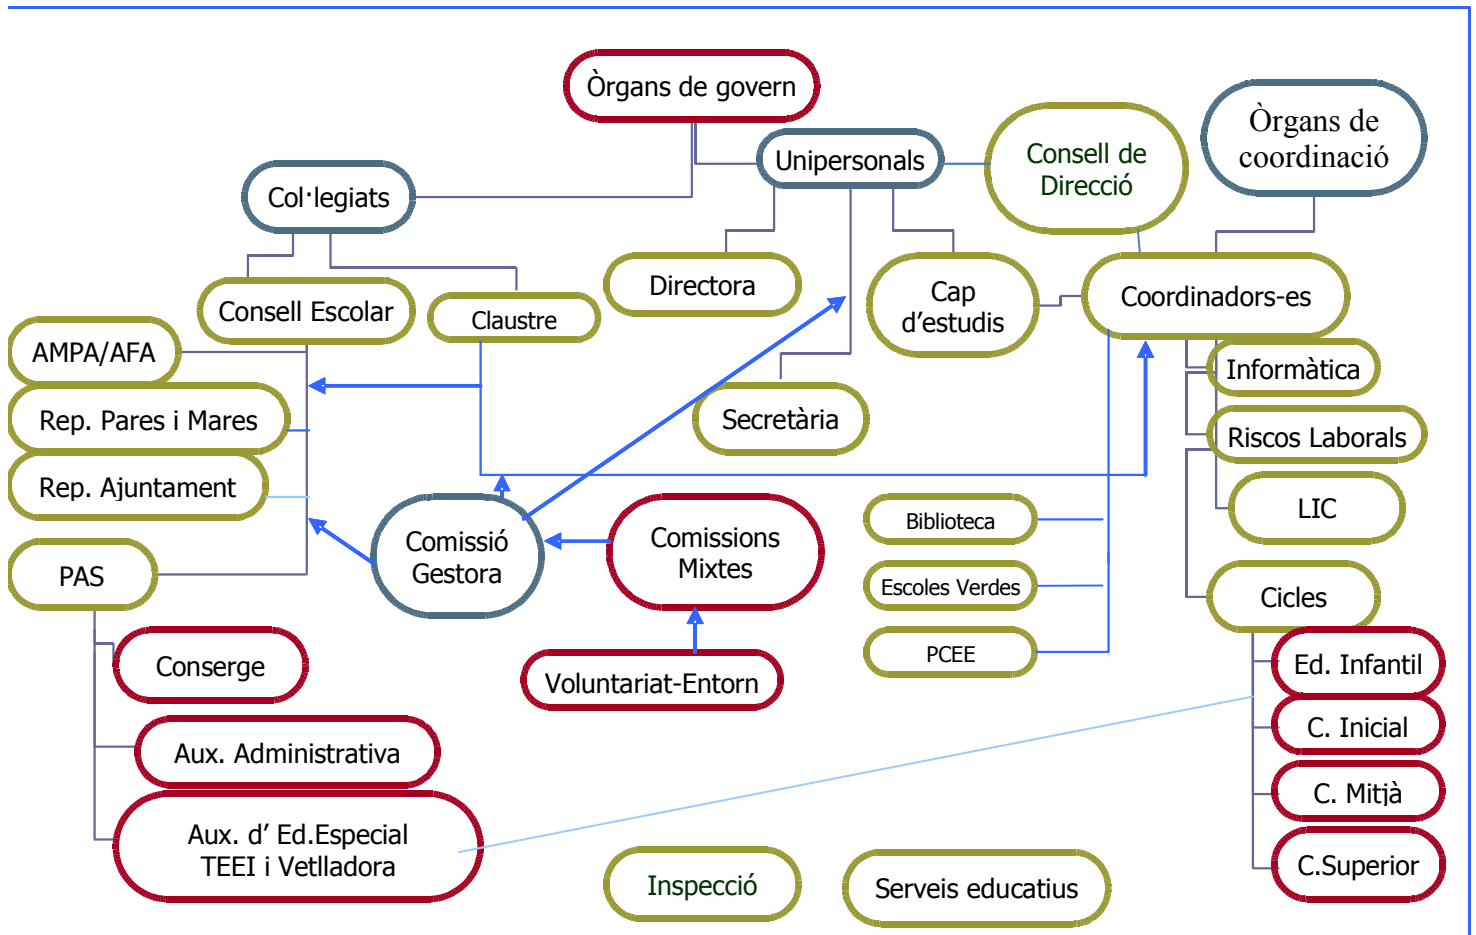 Òrgans de govern
Òrgans de
coordinació
Unipersonals
Consell de
Direcció
Col·legiats
Directora
Cap
d'estudis
Coordinadors-es
Consell Escolar
Claustre
AMPA/AFA
Informàtica
Rep. Pares i Mares
Secretària
Riscos Laborals
Rep. Ajuntament
LIC
Biblioteca
Comissió
Gestora
Comissions
Mixtes
PAS
Escoles Verdes
Cicles
PCEE
Conserge
Voluntariat-Entorn
Ed. Infantil
C. Inicial
Aux. Administrativa
C. Mitjà
Aux. d' Ed.Especial
TEEI i Vetlladora
C.Superior
Inspecció
Serveis educatius